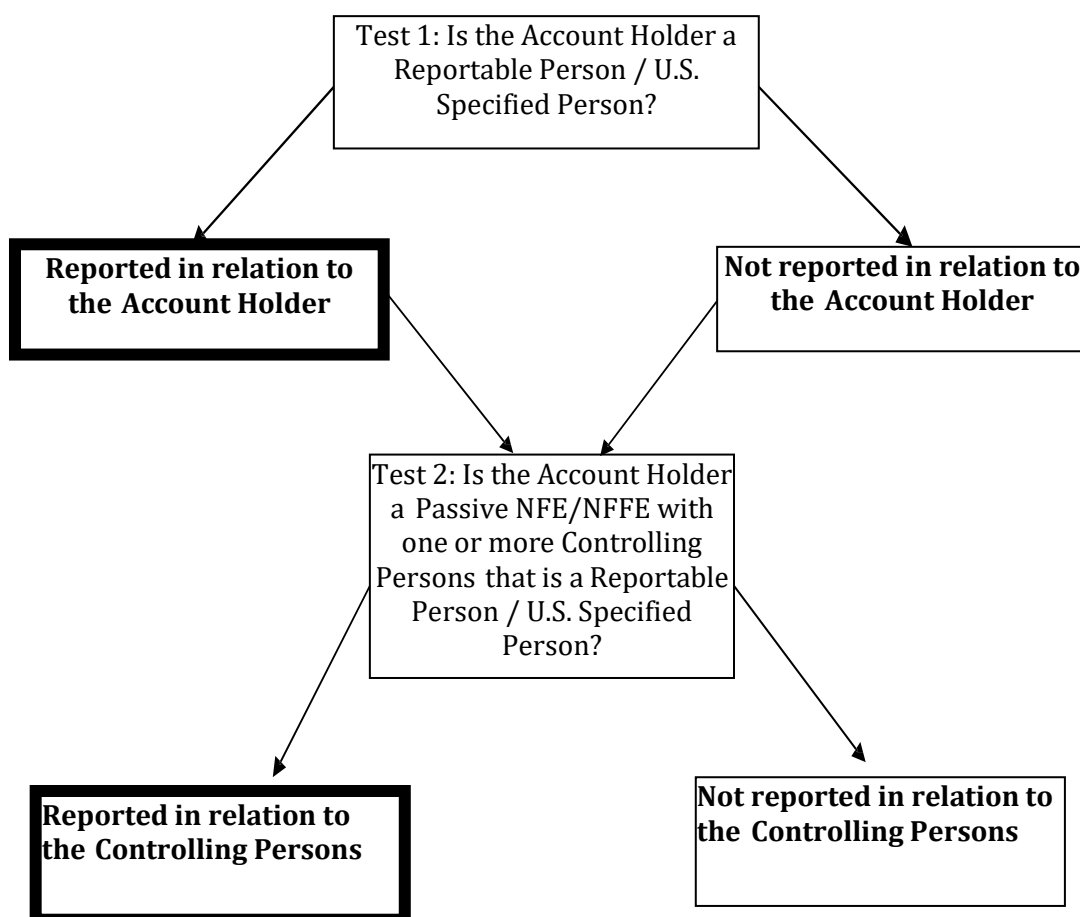 Test 1: Is the Account Holder a
Reportable Person / U.S.
Specified Person?
Reported in relation to
the Account Holder
Not reported in relation to
the Account Holder
Test 2: Is the Account Holder
a Passive NFE/NFFE with
one or more Controlling
Persons that is a Reportable
Person / U.S. Specified
Person?
Reported in relation to
the Controlling Persons
Not reported in relation to
the Controlling Persons